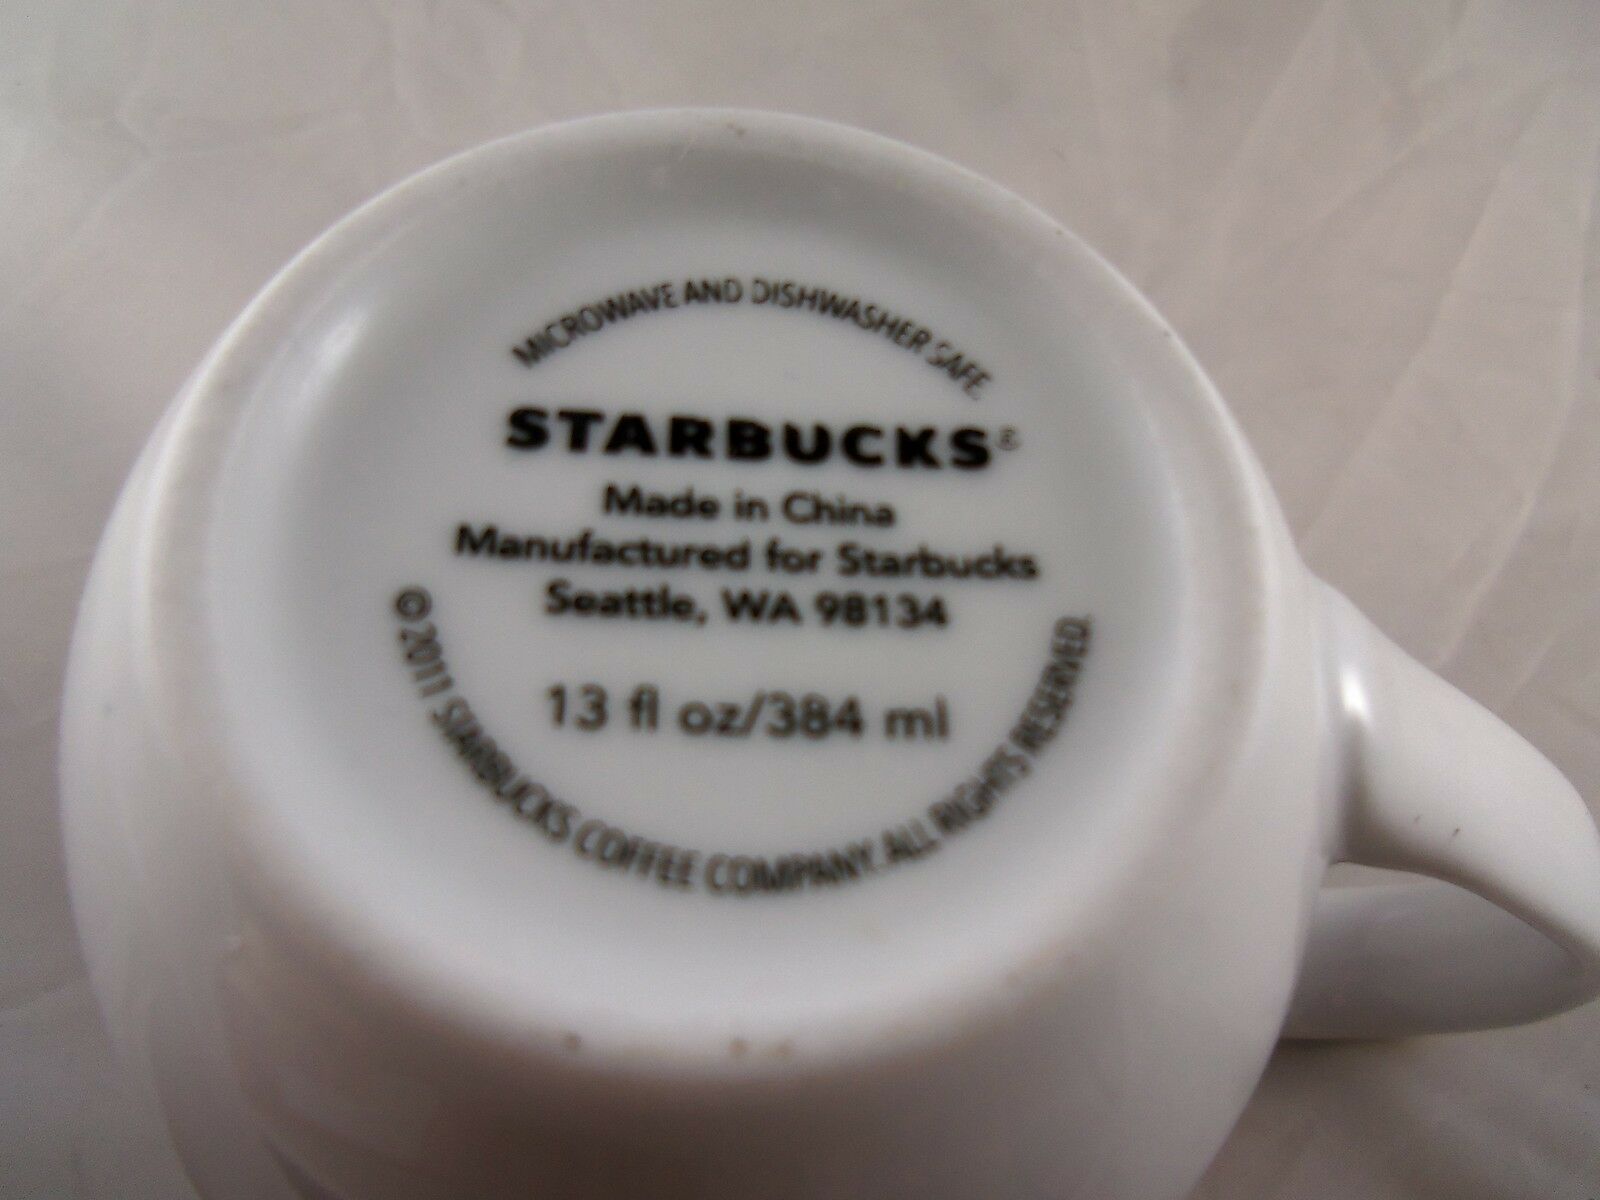 MICROWAVE AND DISHWASHER SAFE.
STARBUCKS®
Made in China
Manufactured for Starbucks
Seattle, WA 98134
13 fl oz/384 ml
© 2011 STARBUCKS COFFEE COMPANY. ALL RIGHTS RESERVED.